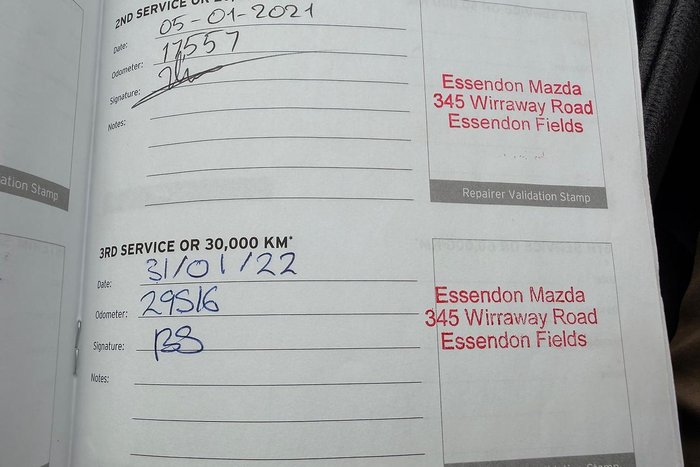 2ND SERVICE OR
Date: 05-01-2021
Odometer: 17557
Signature:
Notes:
Essendon Mazda
345 Wirraway Road
Essendon Fields
ation Stamp
Repairer Validation Stamp
3RD SERVICE OR 30,000 KM*
Date: 31/01/22
Odometer: 29516
Signature: BS
Notes:
Essendon Mazda
345 Wirraway Road
Essendon Fields
Stamp